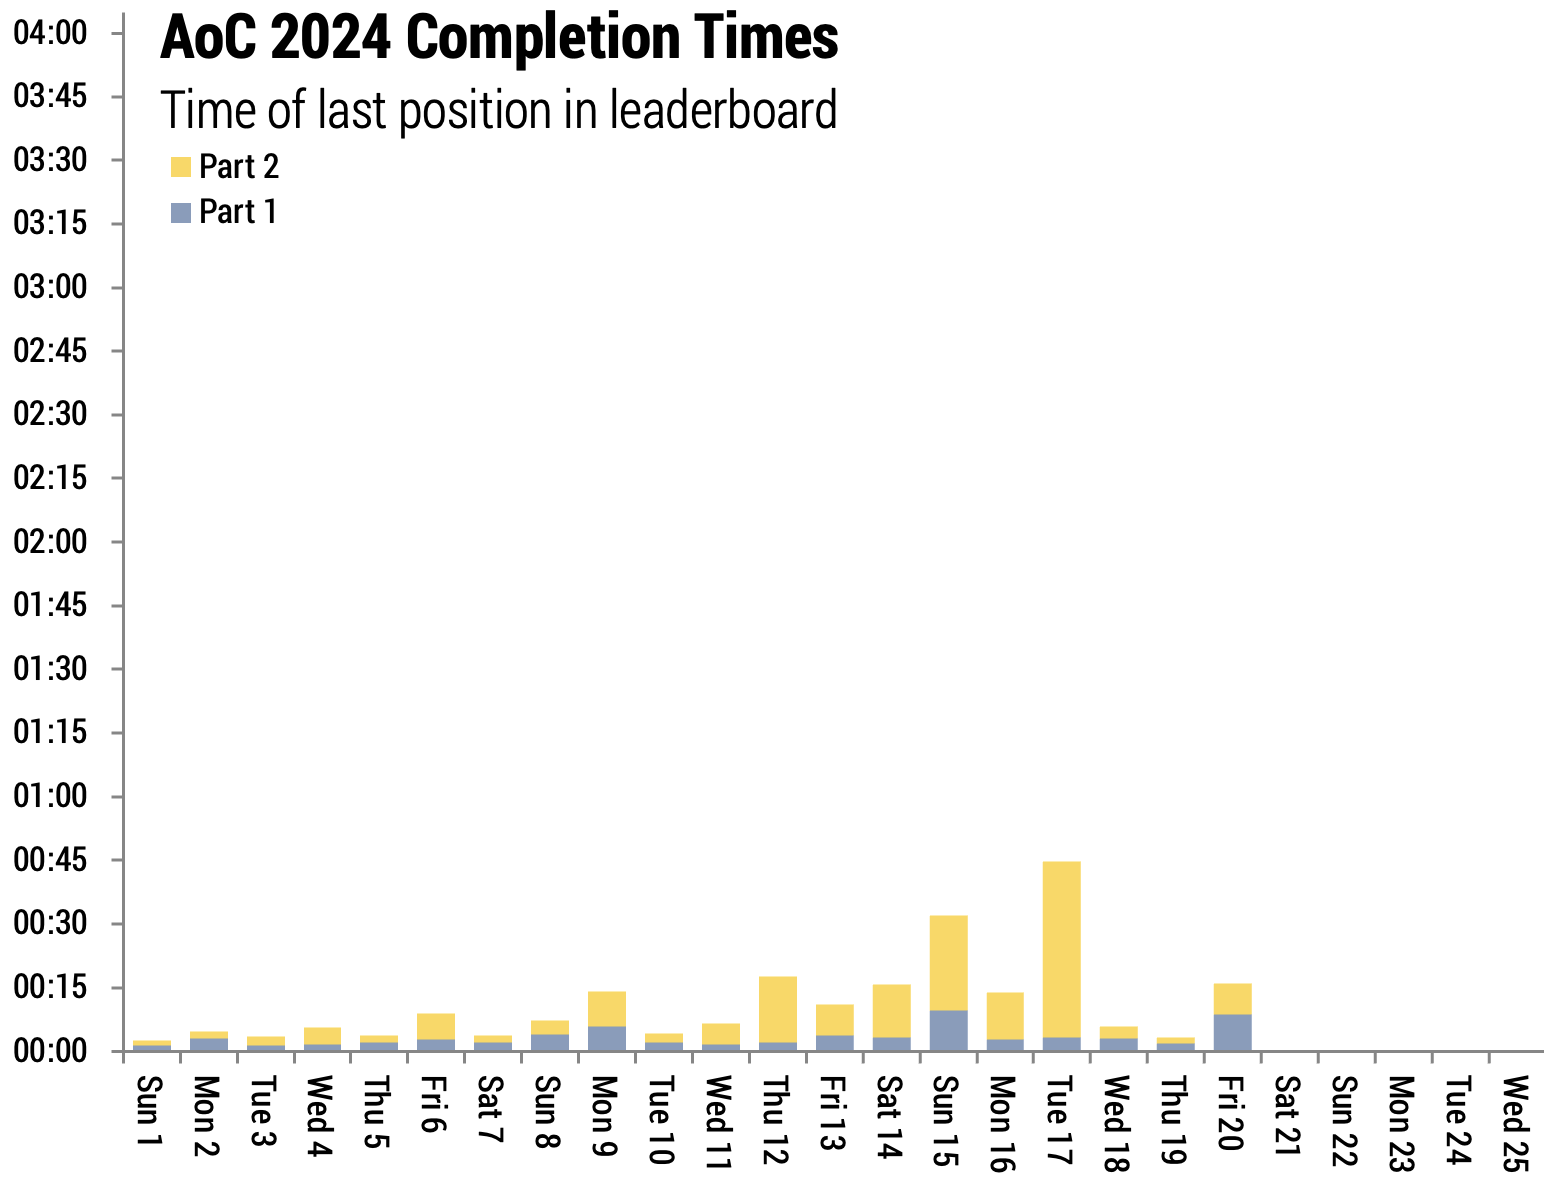 AoC 2024 Completion Times
Time of last position in leaderboard
Part 2
Part 1
04:00
03:45
03:30
03:15
03:00
02:45
02:30
02:15
02:00
01:45
01:30
01:15
01:00
00:45
00:30
00:15
00:00
Sun 1
Mon 2
Tue 3
Wed 4
Thu 5
Fri 6
Sat 7
Sun 8
Mon 9
Tue 10
Wed 11
Thu 12
Fri 13
Sat 14
Sun 15
Mon 16
Tue 17
Wed 18
Thu 19
Fri 20
Sat 21
Sun 22
Mon 23
Tue 24
Wed 25